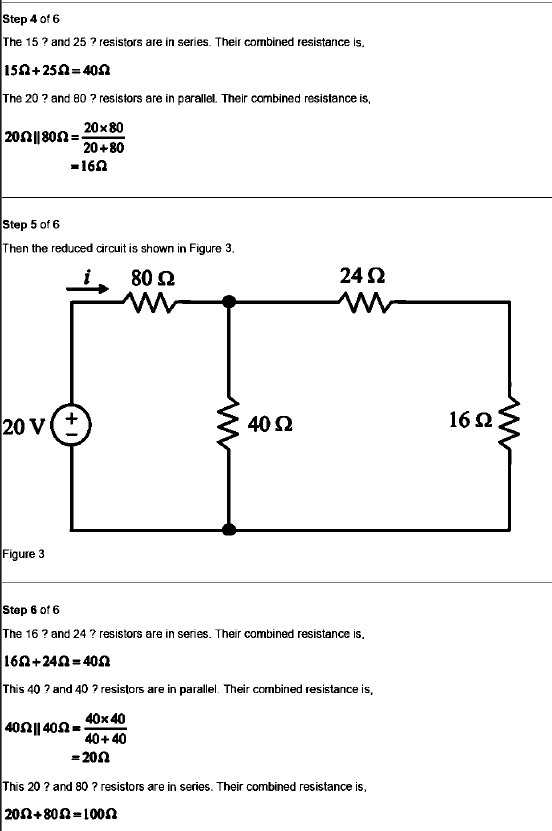 Step 4 of 6
The 15 ? and 25 ? resistors are in series. Their combined resistance is,
15Ω+25Ω=40Ω
The 20 ? and 80 ? resistors are in parallel. Their combined resistance is,
20Ω||80Ω = 20×80
20+80
=16Ω
Step 5 of 6
Then the reduced circuit is shown in Figure 3.
i 80 Ω 24 Ω
20 V + − 40 Ω 16 Ω
Figure 3
Step 6 of 6
The 16 ? and 24 ? resistors are in series. Their combined resistance is,
16Ω+24Ω=40Ω
This 40 ? and 40 ? resistors are in parallel. Their combined resistance is,
40Ω||40Ω = 40×40
40+40
=20Ω
This 20 ? and 80 ? resistors are in series. Their combined resistance is,
20Ω+80Ω=100Ω